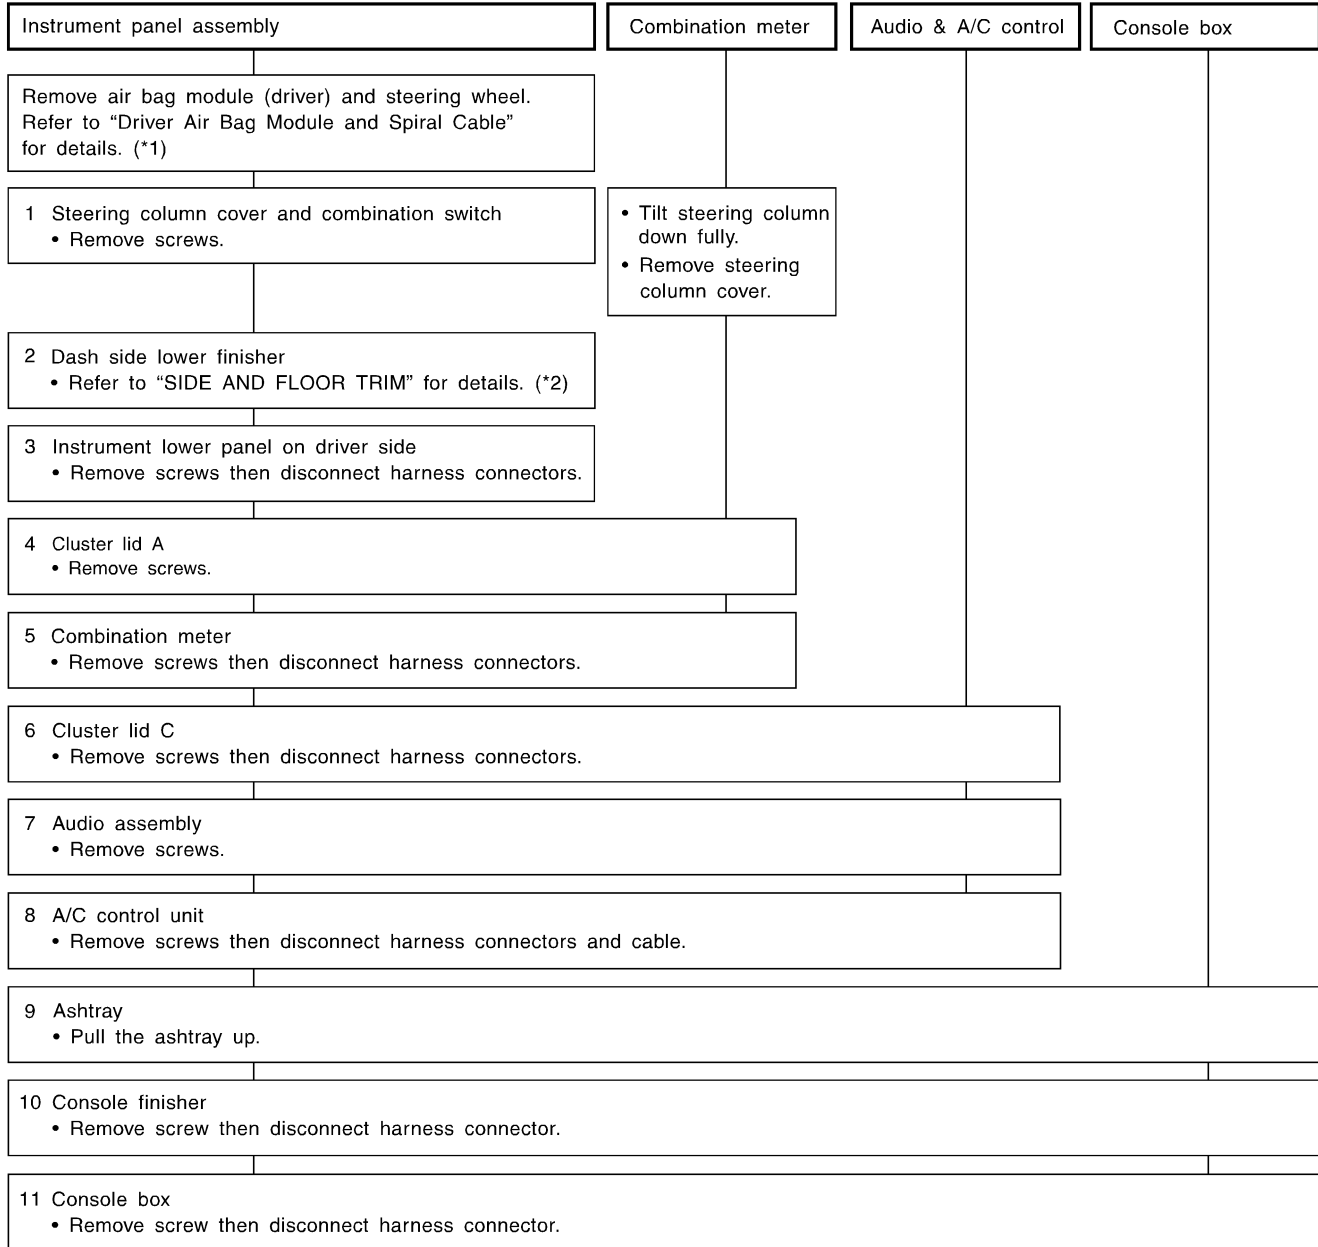 Instrument panel assembly
Combination meter
Audio & A/C control
Console box
Remove air bag module (driver) and steering wheel.
Refer to “Driver Air Bag Module and Spiral Cable”
for details. (*1)
1 Steering column cover and combination switch
• Remove screws.
• Tilt steering column
down fully.
• Remove steering
column cover.
2 Dash side lower finisher
• Refer to “SIDE AND FLOOR TRIM” for details. (*2)
3 Instrument lower panel on driver side
• Remove screws then disconnect harness connectors.
4 Cluster lid A
• Remove screws.
5 Combination meter
• Remove screws then disconnect harness connectors.
6 Cluster lid C
• Remove screws then disconnect harness connectors.
7 Audio assembly
• Remove screws.
8 A/C control unit
• Remove screws then disconnect harness connectors and cable.
9 Ashtray
• Pull the ashtray up.
10 Console finisher
• Remove screw then disconnect harness connector.
11 Console box
• Remove screw then disconnect harness connector.